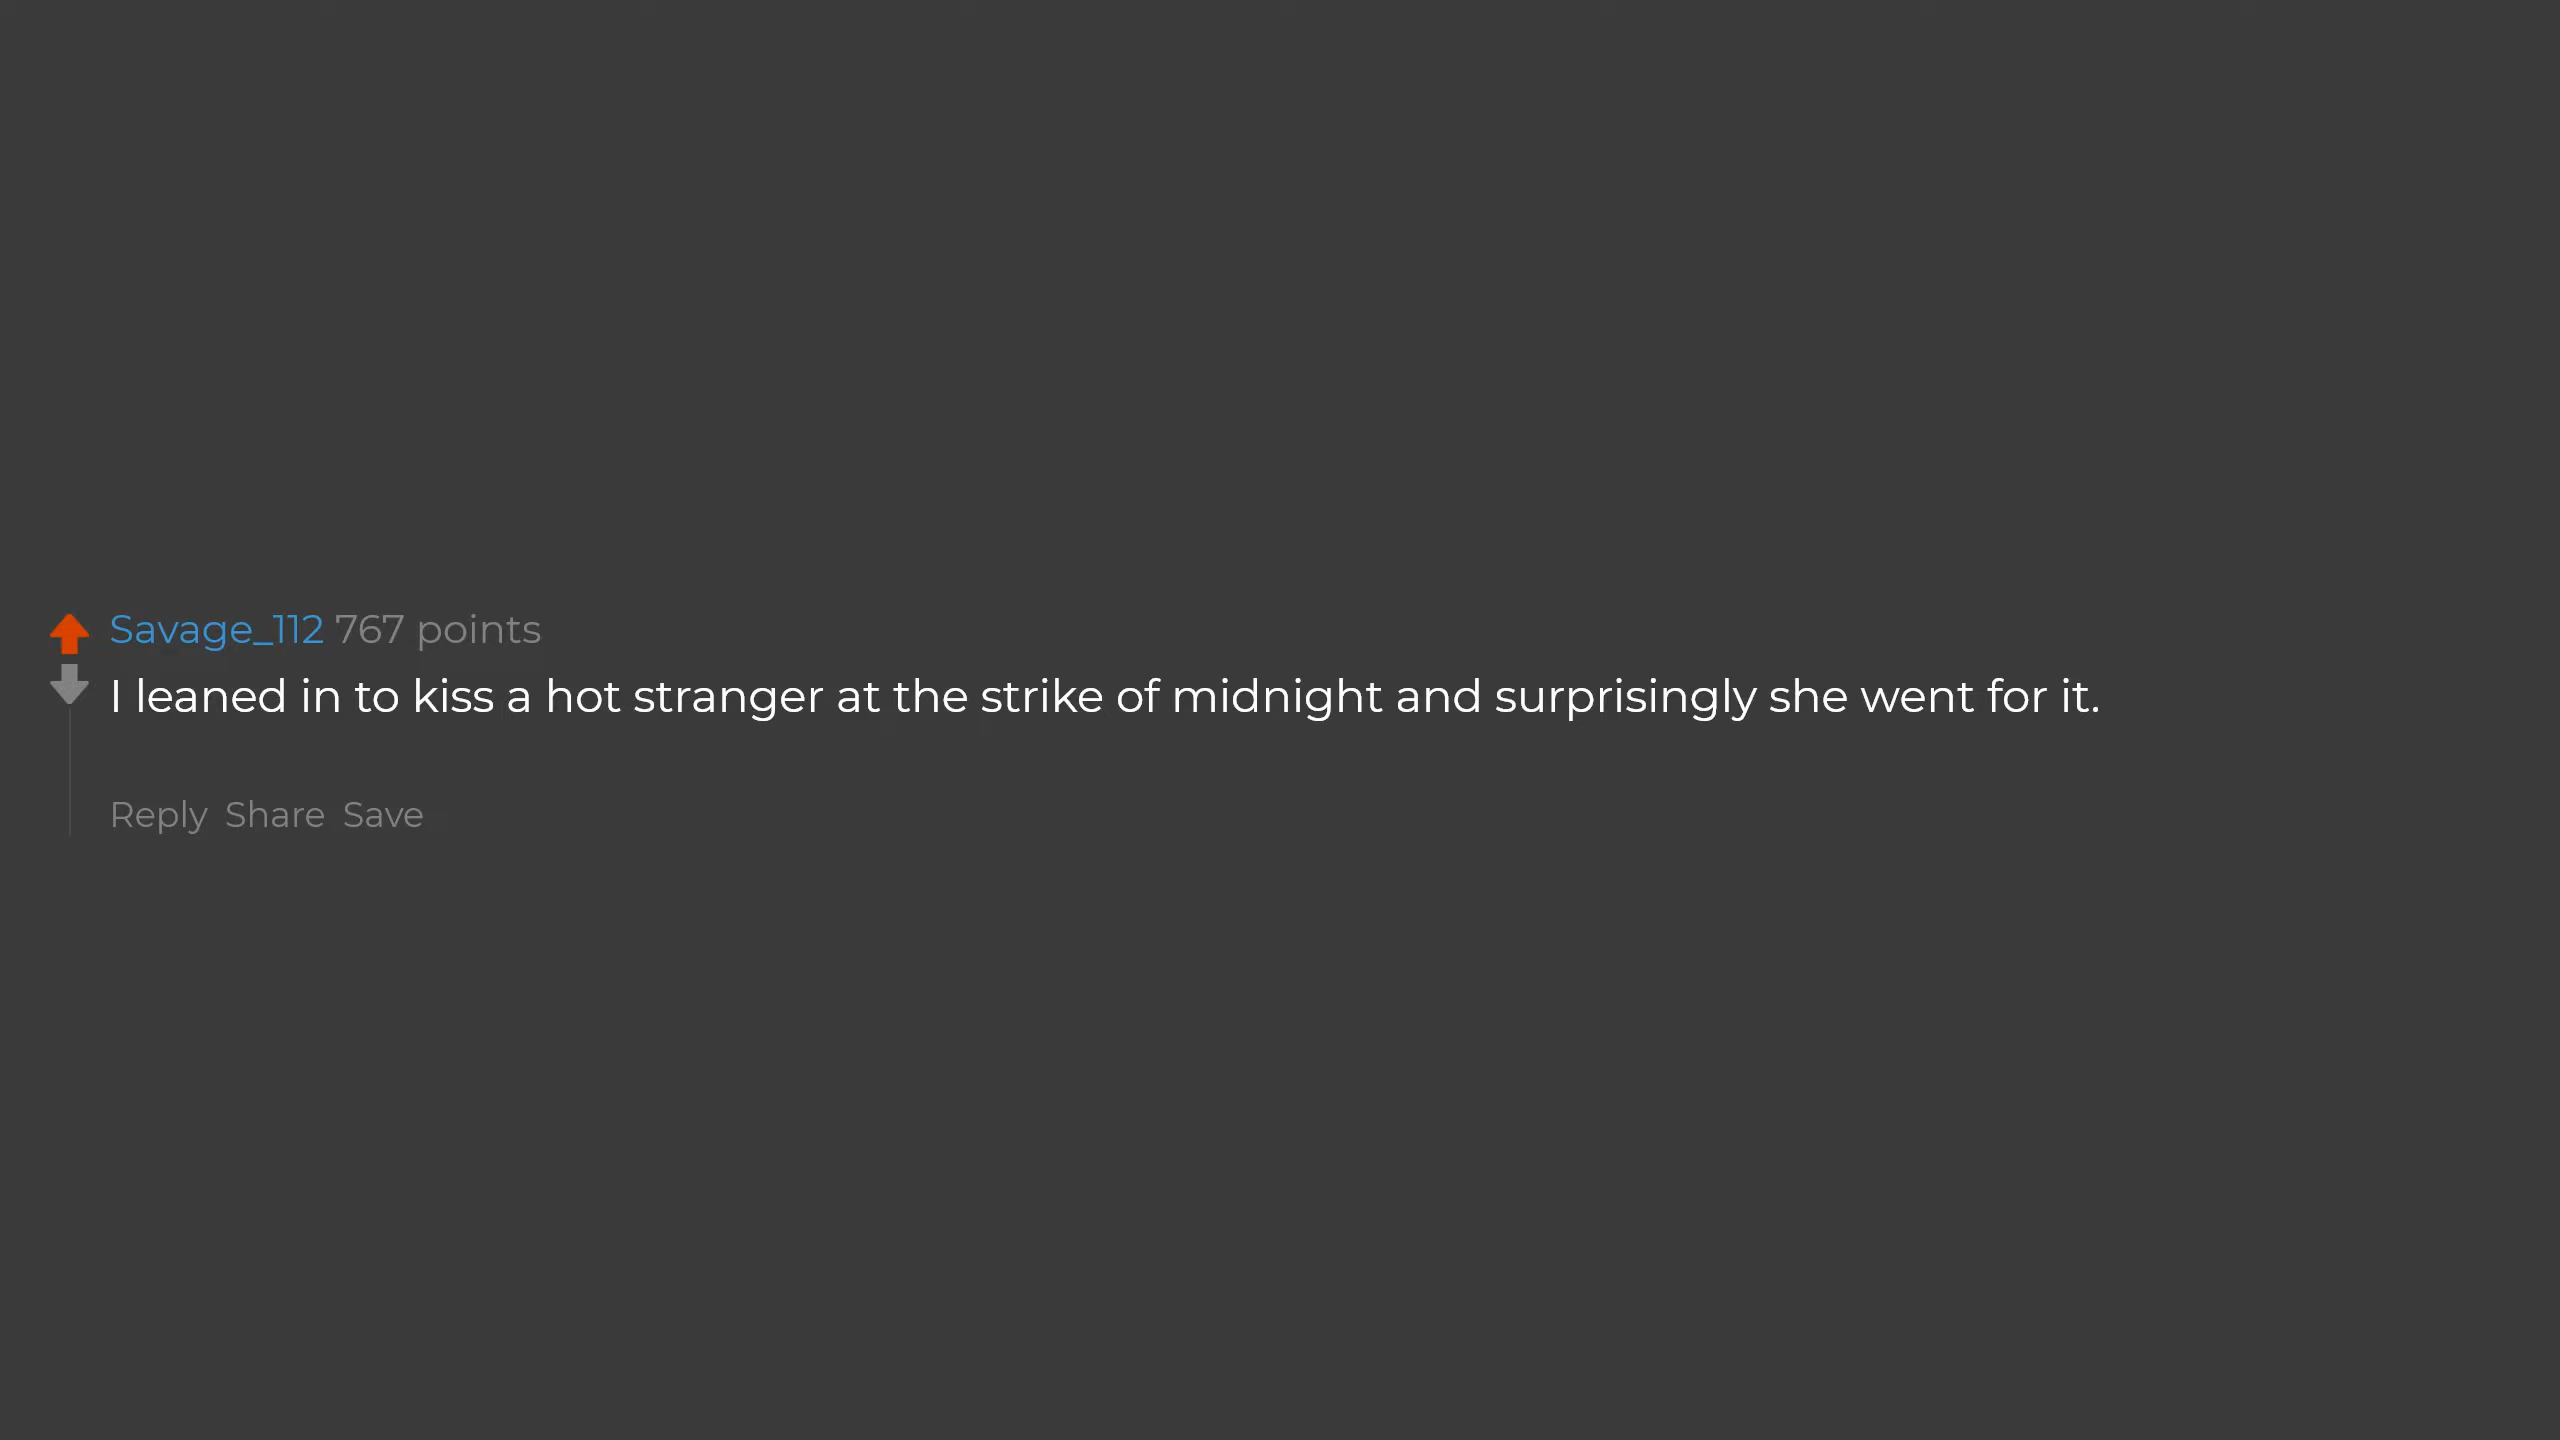 Savage_112 767 points
I leaned in to kiss a hot stranger at the strike of midnight and surprisingly she went for it.
Reply Share Save